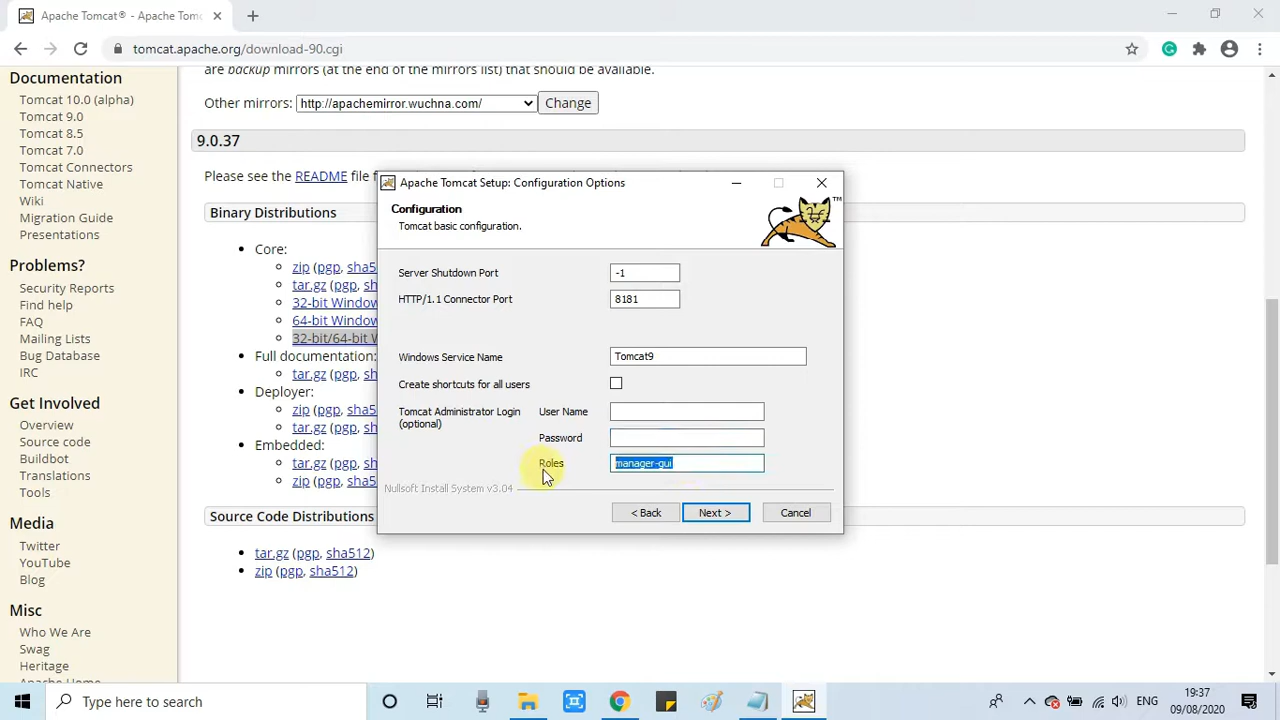 Apache Tomcat® - Apache Tomc
tomcat.apache.org/download-90.cgi
Documentation
Tomcat 10.0 (alpha)
Tomcat 9.0
Tomcat 8.5
Tomcat 7.0
Tomcat Connectors
Tomcat Native
Wiki
Migration Guide
Presentations
Problems?
Security Reports
Find help
FAQ
Mailing Lists
Bug Database
IRC
Get Involved
Overview
Source code
Buildbot
Translations
Tools
Media
Twitter
YouTube
Blog
Misc
Who We Are
Swag
Heritage
Apache Home
are backup mirrors (at the end of the mirrors list) that should be available.
Other mirrors: http://apachemirror.wuchna.com/ Change
9.0.37
Please see the README file f
Binary Distributions
Core:
zip (pgp, sha5
tar.gz (pgp, sh
32-bit Window
64-bit Window
32-bit/64-bit W
Full documentation:
tar.gz (pgp, sh
Deployer:
zip (pgp, sha5
tar.gz (pgp, sh
Embedded:
tar.gz (pgp, sh
zip (pgp, sha5
Source Code Distributions
tar.gz (pgp, sha512)
zip (pgp, sha512)
Apache Tomcat Setup: Configuration Options
Configuration
Tomcat basic configuration.
TM
Server Shutdown Port -1
HTTP/1.1 Connector Port 8181
Windows Service Name Tomcat9
Create shortcuts for all users
Tomcat Administrator Login User Name
(optional)
Password
Roles manager-gui
Nullsoft Install System v3.04
< Back Next > Cancel
Type here to search
ENG
19:37
09/08/2020